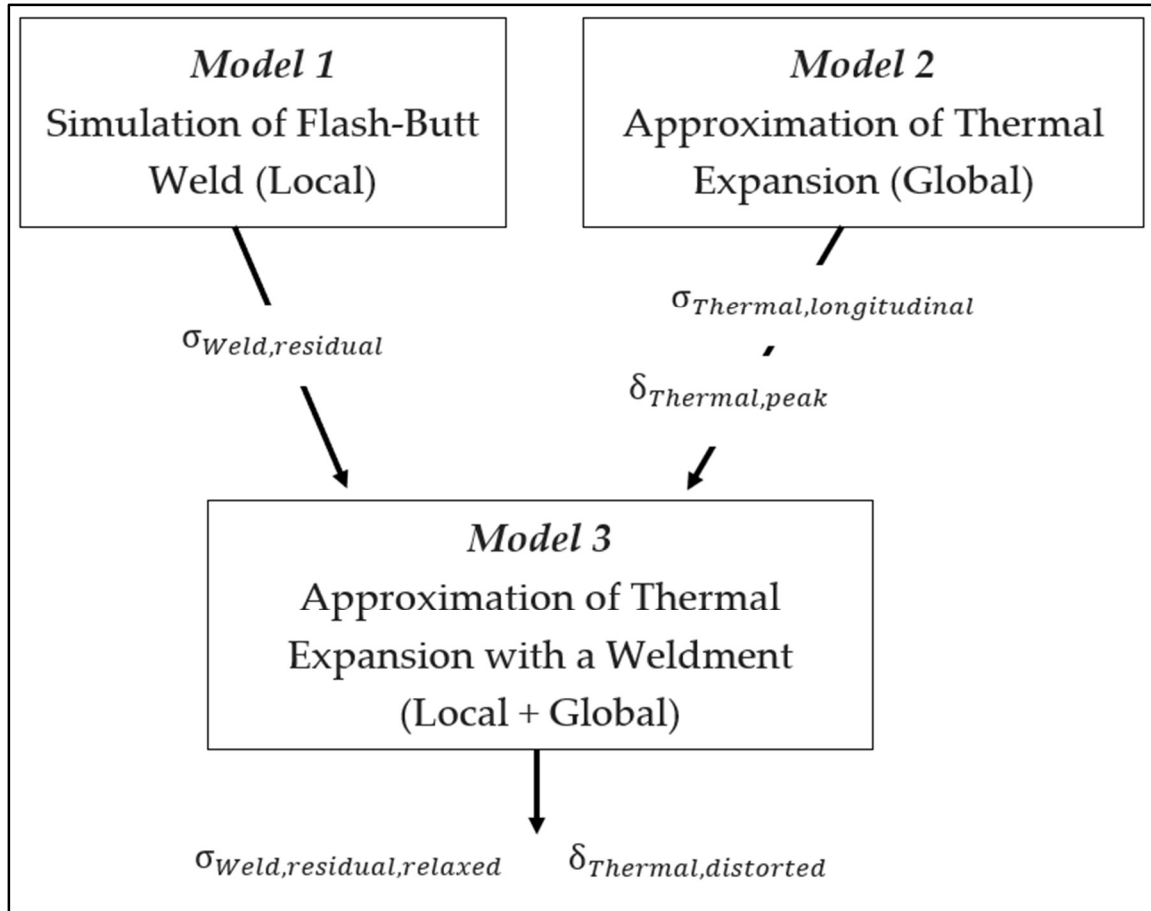 Model 1
Simulation of Flash-Butt
Weld (Local)
Model 2
Approximation of Thermal
Expansion (Global)
σWeld,residual
σThermal,longitudinal
δThermal,peak
Model 3
Approximation of Thermal
Expansion with a Weldment
(Local + Global)
σWeld,residual,relaxed
δThermal,distorted